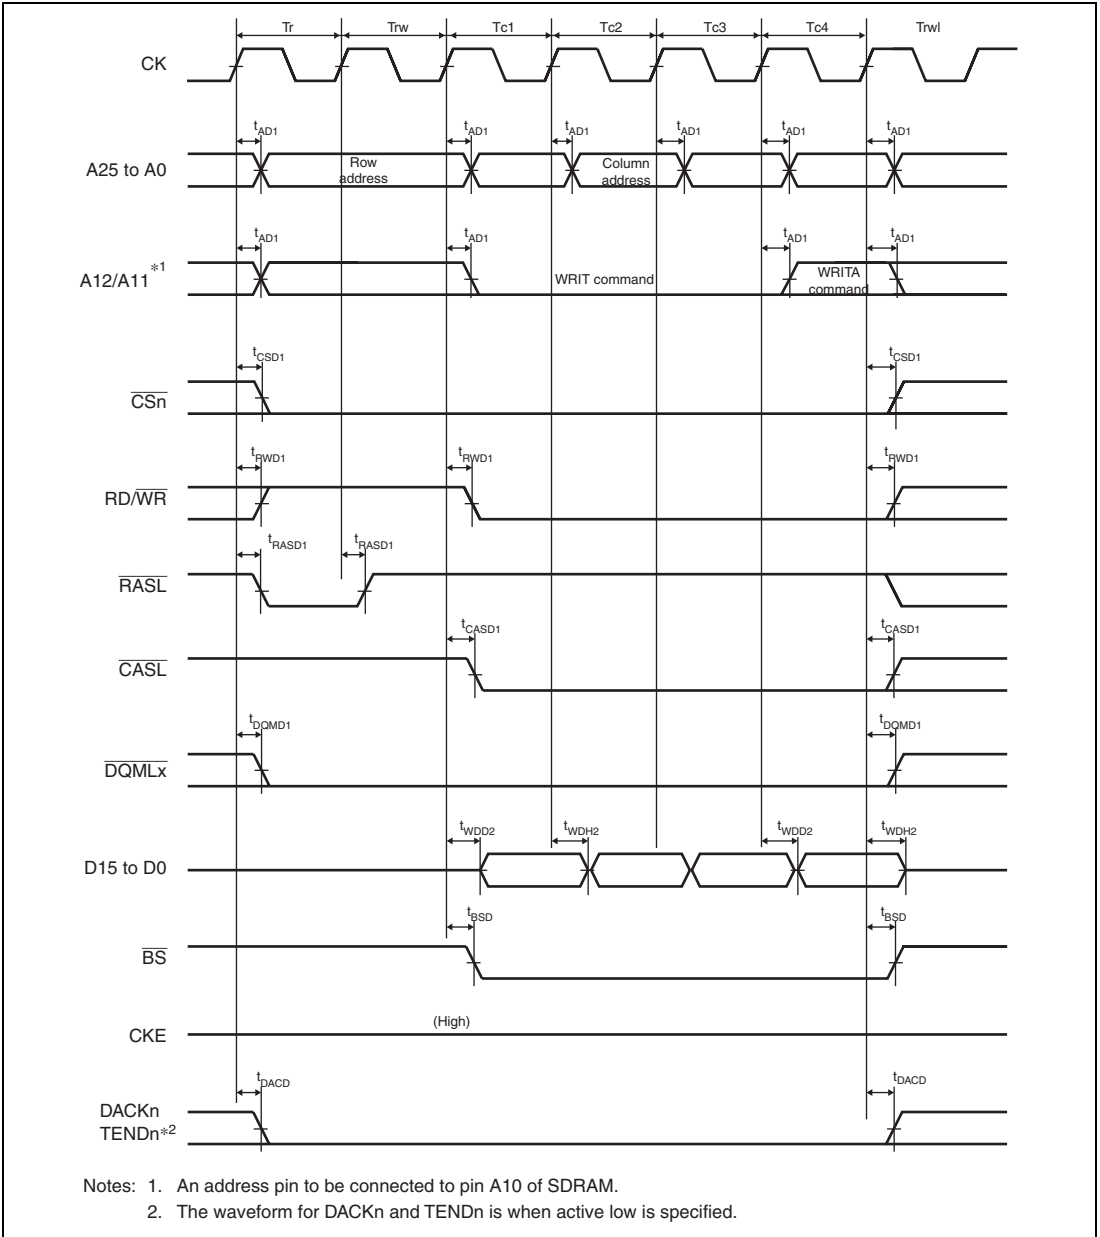 Tr Trw Tc1 Tc2 Tc3 Tc4 Trwl
CK
tAD1 tAD1 tAD1 tAD1 tAD1 tAD1
A25 to A0
Row
address
Column
address
tAD1 tAD1 tAD1 tAD1
A12/A11*1
WRIT command
WRITA
command
tCSD1 tCSD1
CSn
tRWD1 tRWD1 tRWD1
RD/WR
tRASD1 tRASD1
RASL
tCASD1 tCASD1
CASL
tDQMD1 tDQMD1
DQMLx
tWDD2 tWDH2 tWDD2 tWDH2
D15 to D0
tBSD tBSD
BS
(High)
CKE
tDACD tDACD
DACKn
TENDn*2
Notes: 1. An address pin to be connected to pin A10 of SDRAM.
2. The waveform for DACKn and TENDn is when active low is specified.